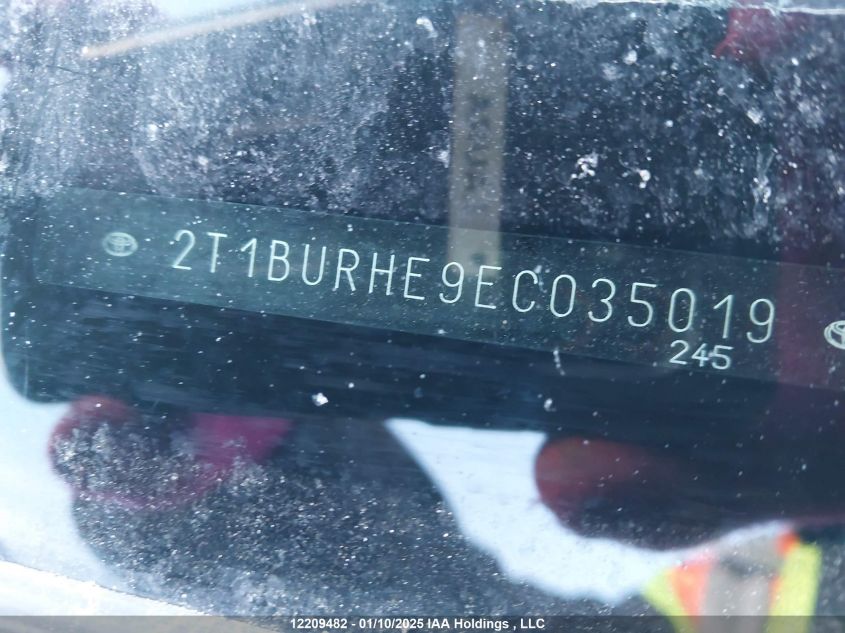 2T1BURHE9EC035019
245
12209482 - 01/10/2025 IAA Holdings , LLC